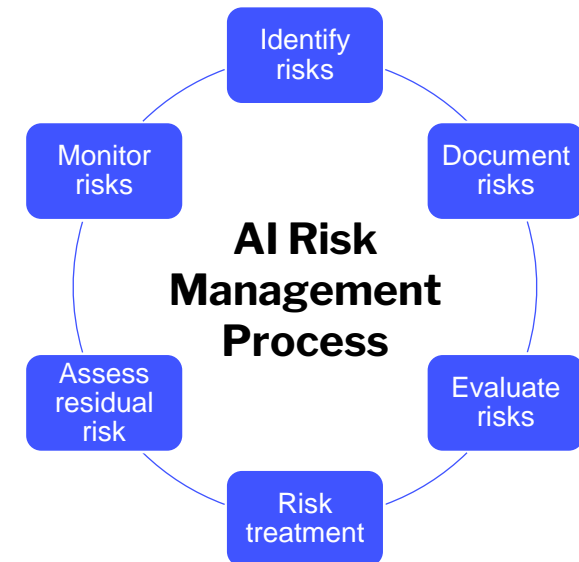 Identify
risks
Document
risks
Evaluate
risks
Risk
treatment
Assess
residual
risk
Monitor
risks
AI Risk
Management
Process